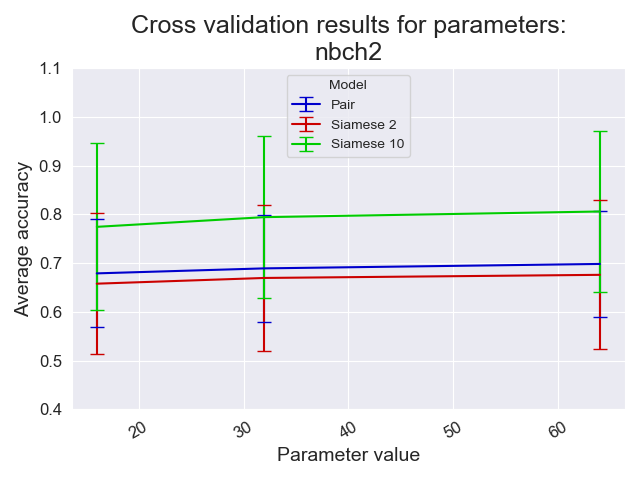 Cross validation results for parameters:
nbch2
Model
Pair
Siamese 2
Siamese 10
Average accuracy
1.1
1.0
0.9
0.8
0.7
0.6
0.5
0.4
20
30
40
50
60
Parameter value